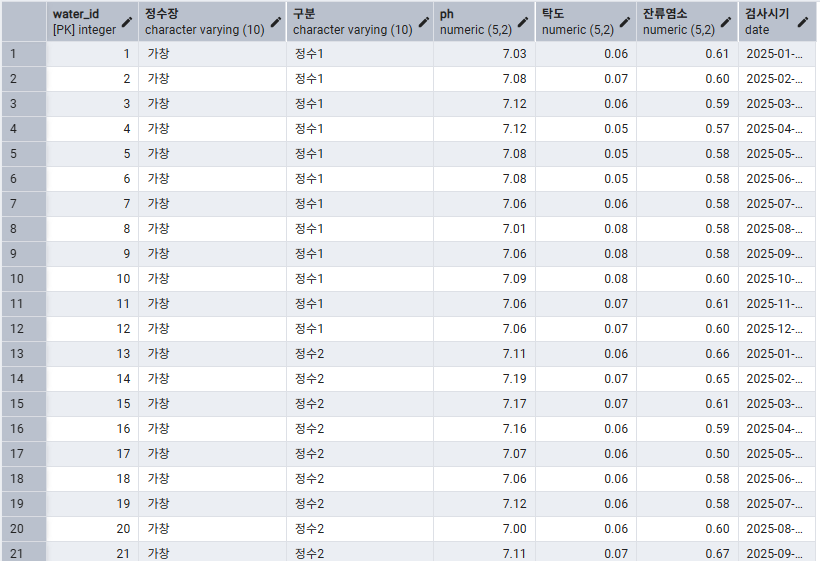 water_id 정수장 구분 ph 탁도 잔류염소 검사시기
[PK] integer character varying (10) character varying (10) numeric (5,2) numeric (5,2) numeric (5,2) date
1 1 가창 정수1 7.03 0.06 0.61 2025-01-...
2 2 가창 정수1 7.08 0.07 0.60 2025-02-...
3 3 가창 정수1 7.12 0.06 0.59 2025-03-...
4 4 가창 정수1 7.12 0.05 0.57 2025-04-...
5 5 가창 정수1 7.08 0.05 0.58 2025-05-...
6 6 가창 정수1 7.08 0.05 0.58 2025-06-...
7 7 가창 정수1 7.06 0.06 0.58 2025-07-...
8 8 가창 정수1 7.01 0.08 0.58 2025-08-...
9 9 가창 정수1 7.06 0.08 0.58 2025-09-...
10 10 가창 정수1 7.09 0.08 0.60 2025-10-...
11 11 가창 정수1 7.06 0.07 0.61 2025-11-...
12 12 가창 정수1 7.06 0.07 0.60 2025-12-...
13 13 가창 정수2 7.11 0.06 0.66 2025-01-...
14 14 가창 정수2 7.19 0.07 0.65 2025-02-...
15 15 가창 정수2 7.17 0.07 0.61 2025-03-...
16 16 가창 정수2 7.16 0.06 0.59 2025-04-...
17 17 가창 정수2 7.07 0.06 0.50 2025-05-...
18 18 가창 정수2 7.06 0.06 0.58 2025-06-...
19 19 가창 정수2 7.12 0.06 0.06 2025-07-...
20 20 가창 정수2 7.00 0.06 0.60 2025-08-...
21 21 가창 정수2 7.11 0.07 0.67 2025-09-...